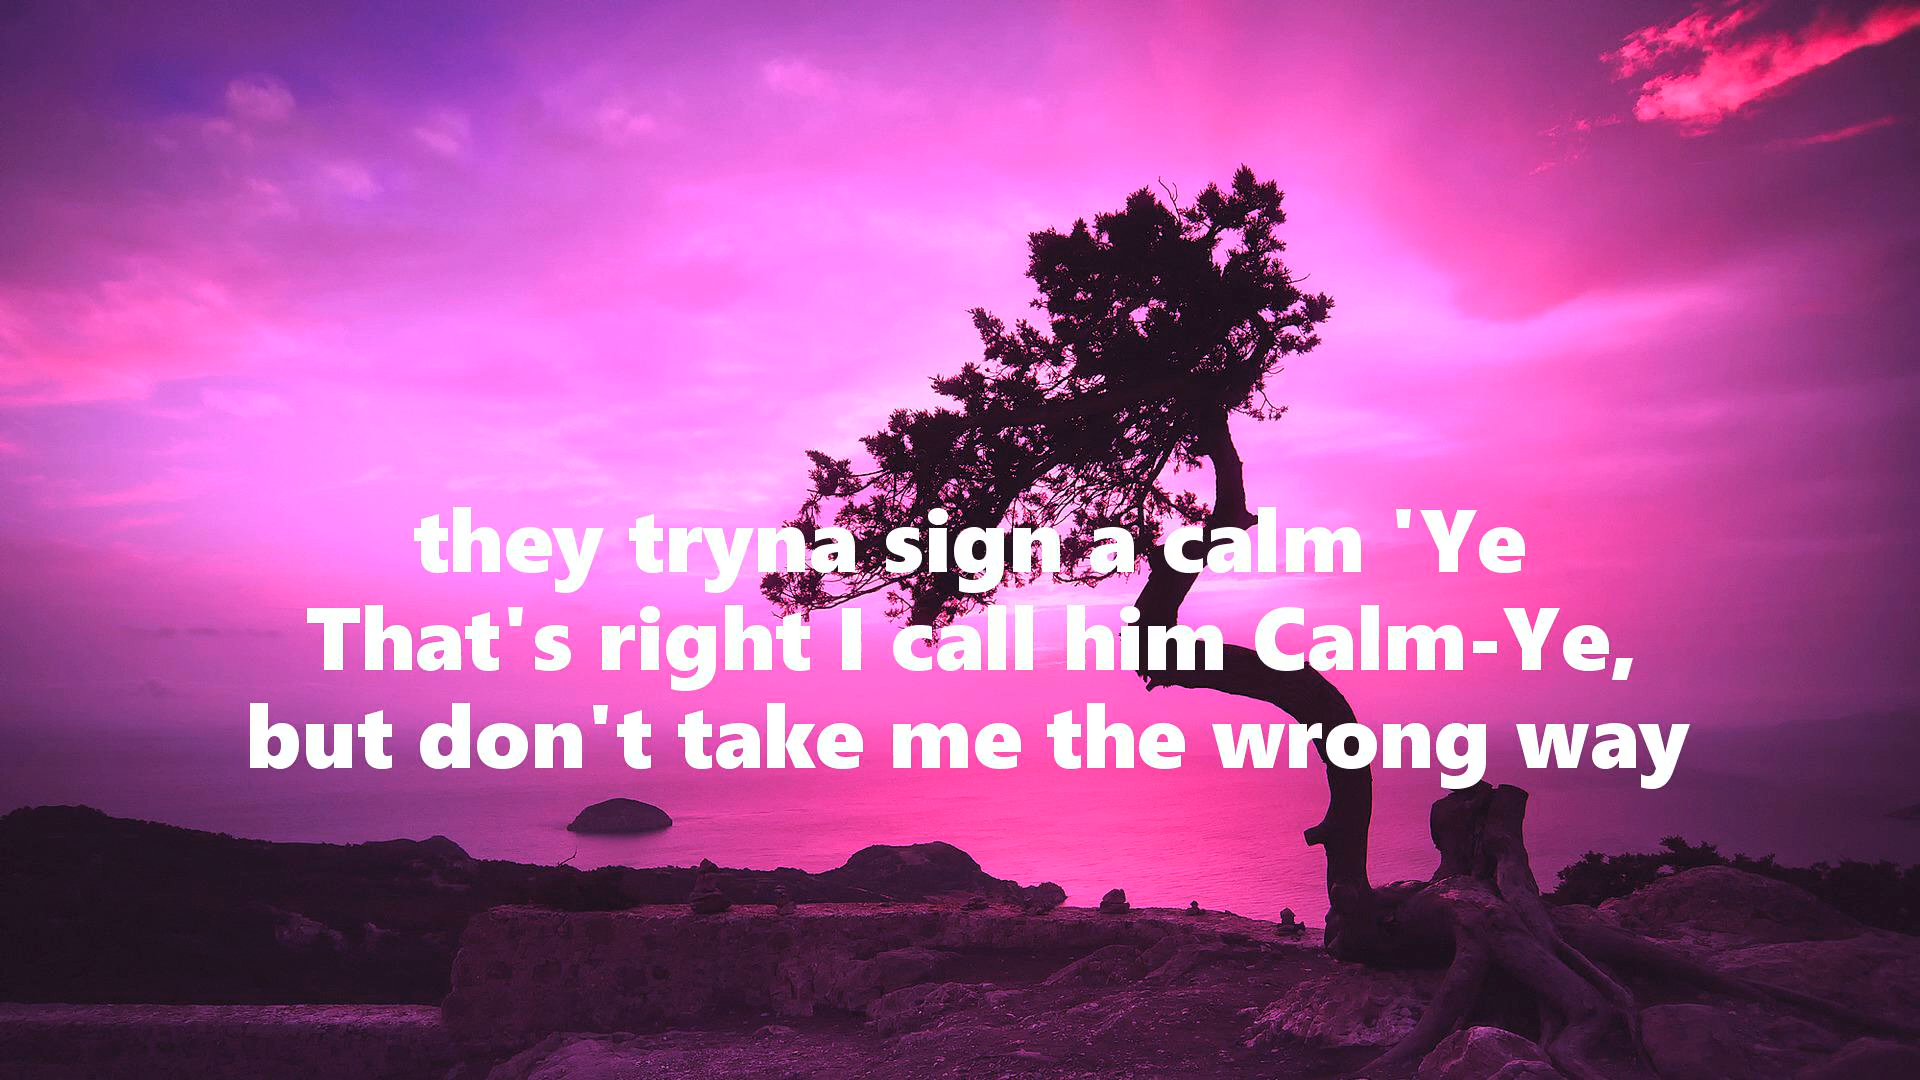 they tryna sign a calm 'Ye
That's right I call him Calm-Ye,
but don't take me the wrong way